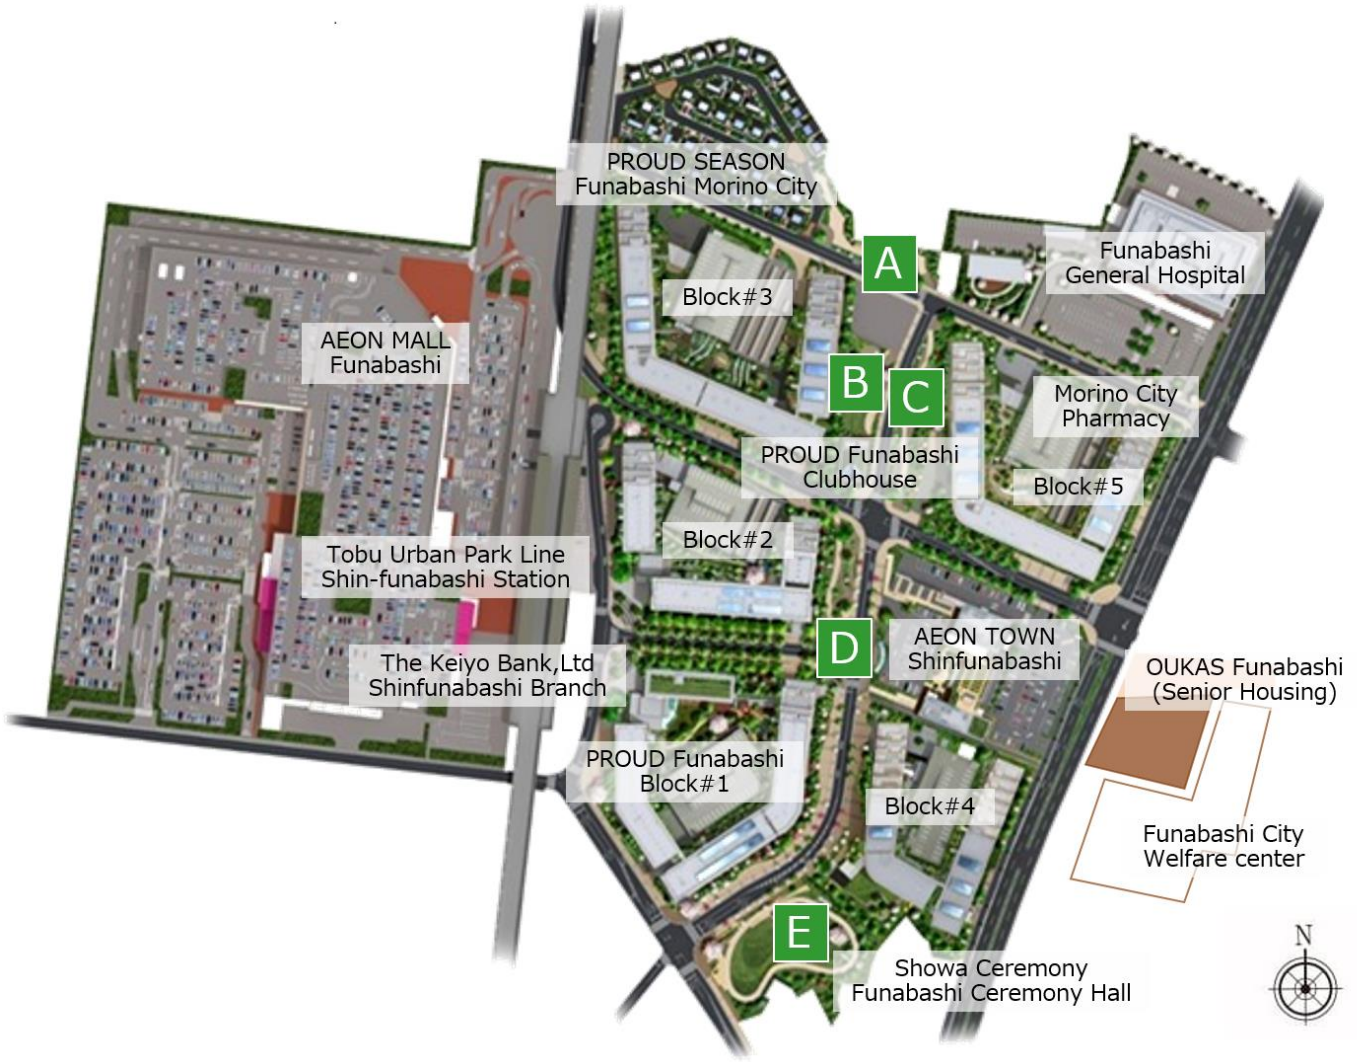 PROUD SEASON
Funabashi Morino City
A
Funabashi
General Hospital
Block#3
AEON MALL
Funabashi
B
C
Morino City
Pharmacy
PROUD Funabashi
Clubhouse
Block#5
Block#2
Tobu Urban Park Line
Shin-funabashi Station
D
AEON TOWN
Shinfunabashi
The Keiyo Bank,Ltd
Shinfunabashi Branch
OUKAS Funabashi
(Senior Housing)
PROUD Funabashi
Block#1
Block#4
Funabashi City
Welfare center
E
Showa Ceremony
Funabashi Ceremony Hall
N